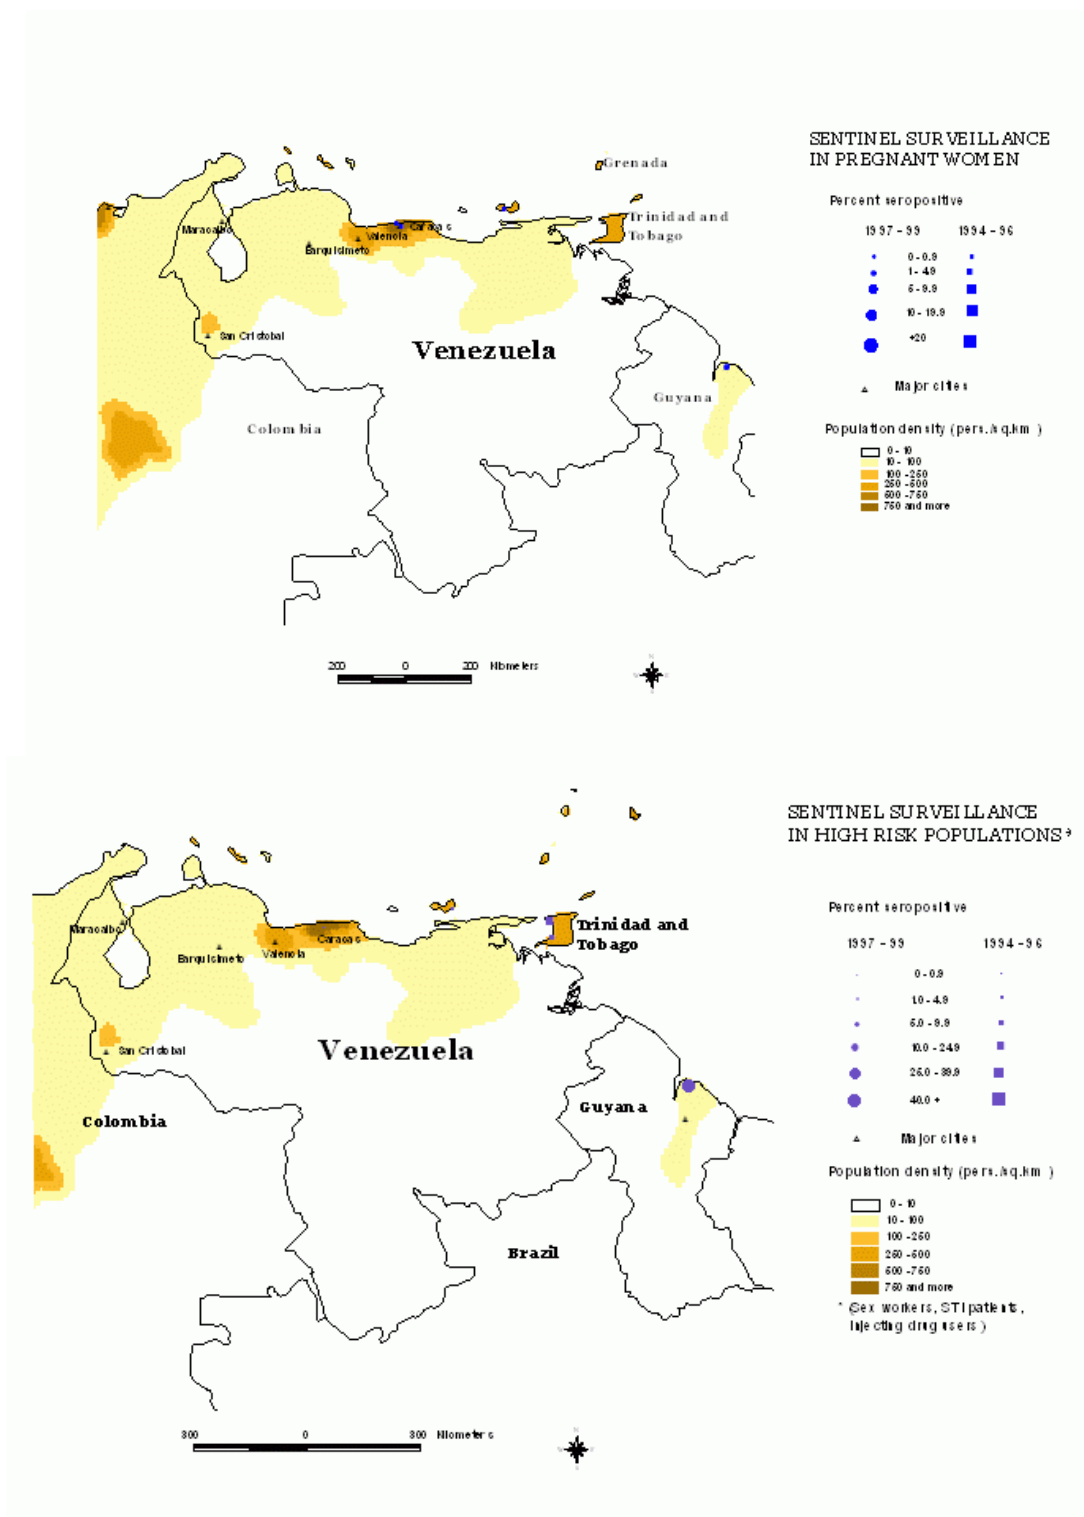 SENTINEL SURVEILLANCE
IN PREGNANT WOMEN
Grenada
Percent seropositive
Trinidad and
Tobago
1997 - 99 1994 - 96
Maracaibo
Caracas
Valencia
Barquisimeto
0 - 0.9
1 - 4.9
5 - 9.9
10 - 19.9
+20
San Cristobal
Venezuela
Major cities
Guyana
Colombia
Population density (pers./sq.km )
0 - 10
10 - 100
100 -250
250 -500
500 -750
750 and more
200 0 200 Kilometers
SENTINEL SURVEILLANCE
IN HIGH RISK POPULATIONS*
Percent seropositive
Trinidad and
Tobago
1997 - 99 1994 - 96
Maracaibo
Caracas
Valencia
Barquisimeto
0 - 0.9
1.0 - 4.9
5.0 - 9.9
10.0 - 24.9
25.0 - 39.9
40.0 +
San Cristobal
Venezuela
Guyana
Colombia
Major cities
Population density (pers./sq.km )
0 - 10
10 - 100
100 -250
250 -500
500 -750
750 and more
Brazil
* (Sex workers, STI patients,
Injecting drug users)
300 0 300 Kilometers